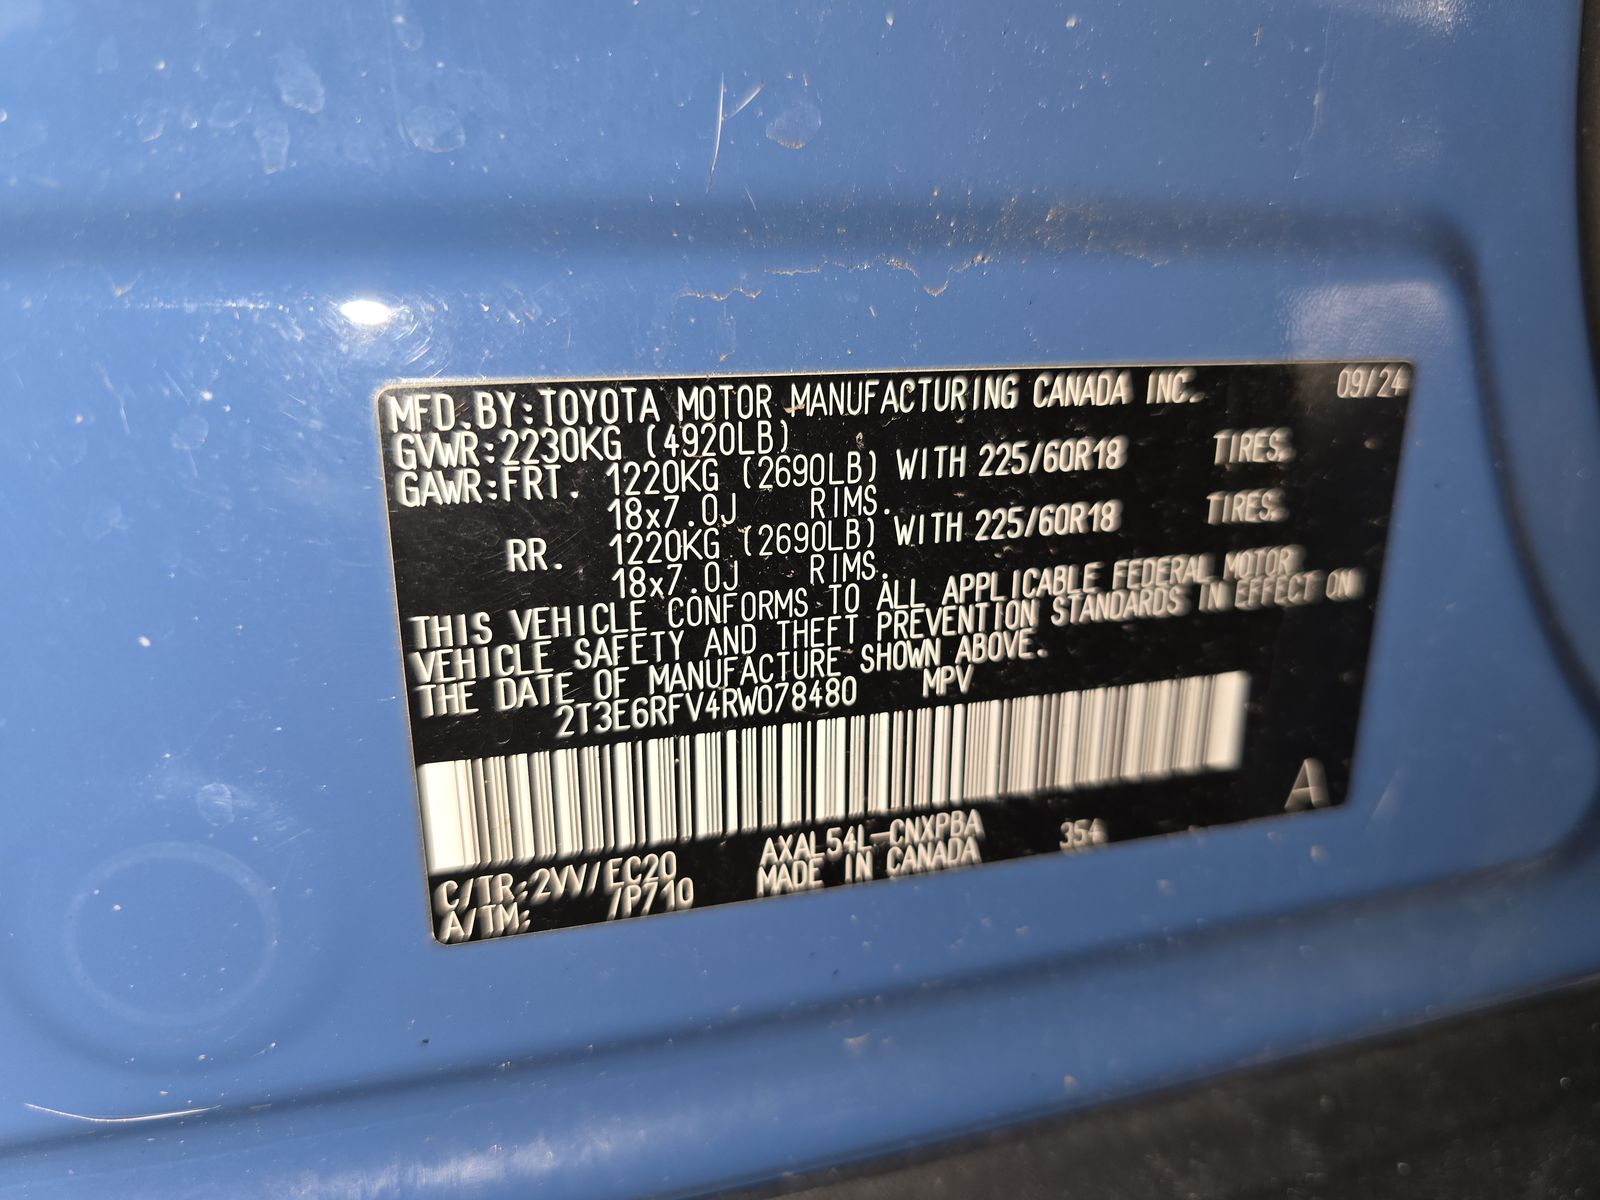 MFD.BY:TOYOTA MOTOR MANUFACTURING CANADA INC. 09/24
GVWR:2230KG (4920LB)
GAWR:FRT. 1220KG (2690LB) WITH 225/60R18 TIRES.
18x7.0J RIMS.
RR. 1220KG (2690LB) WITH 225/60R18 TIRES.
18x7.0J RIMS.
THIS VEHICLE CONFORMS TO ALL APPLICABLE FEDERAL MOTOR
VEHICLE SAFETY AND THEFT PREVENTION STANDARDS IN EFFECT ON
THE DATE OF MANUFACTURE SHOWN ABOVE.
2T3E6RFV4RW078480 MPV
A
C/TR:2VV/EC20 AXAL54L-CNXPBA 354
A/TM: /P710 MADE IN CANADA